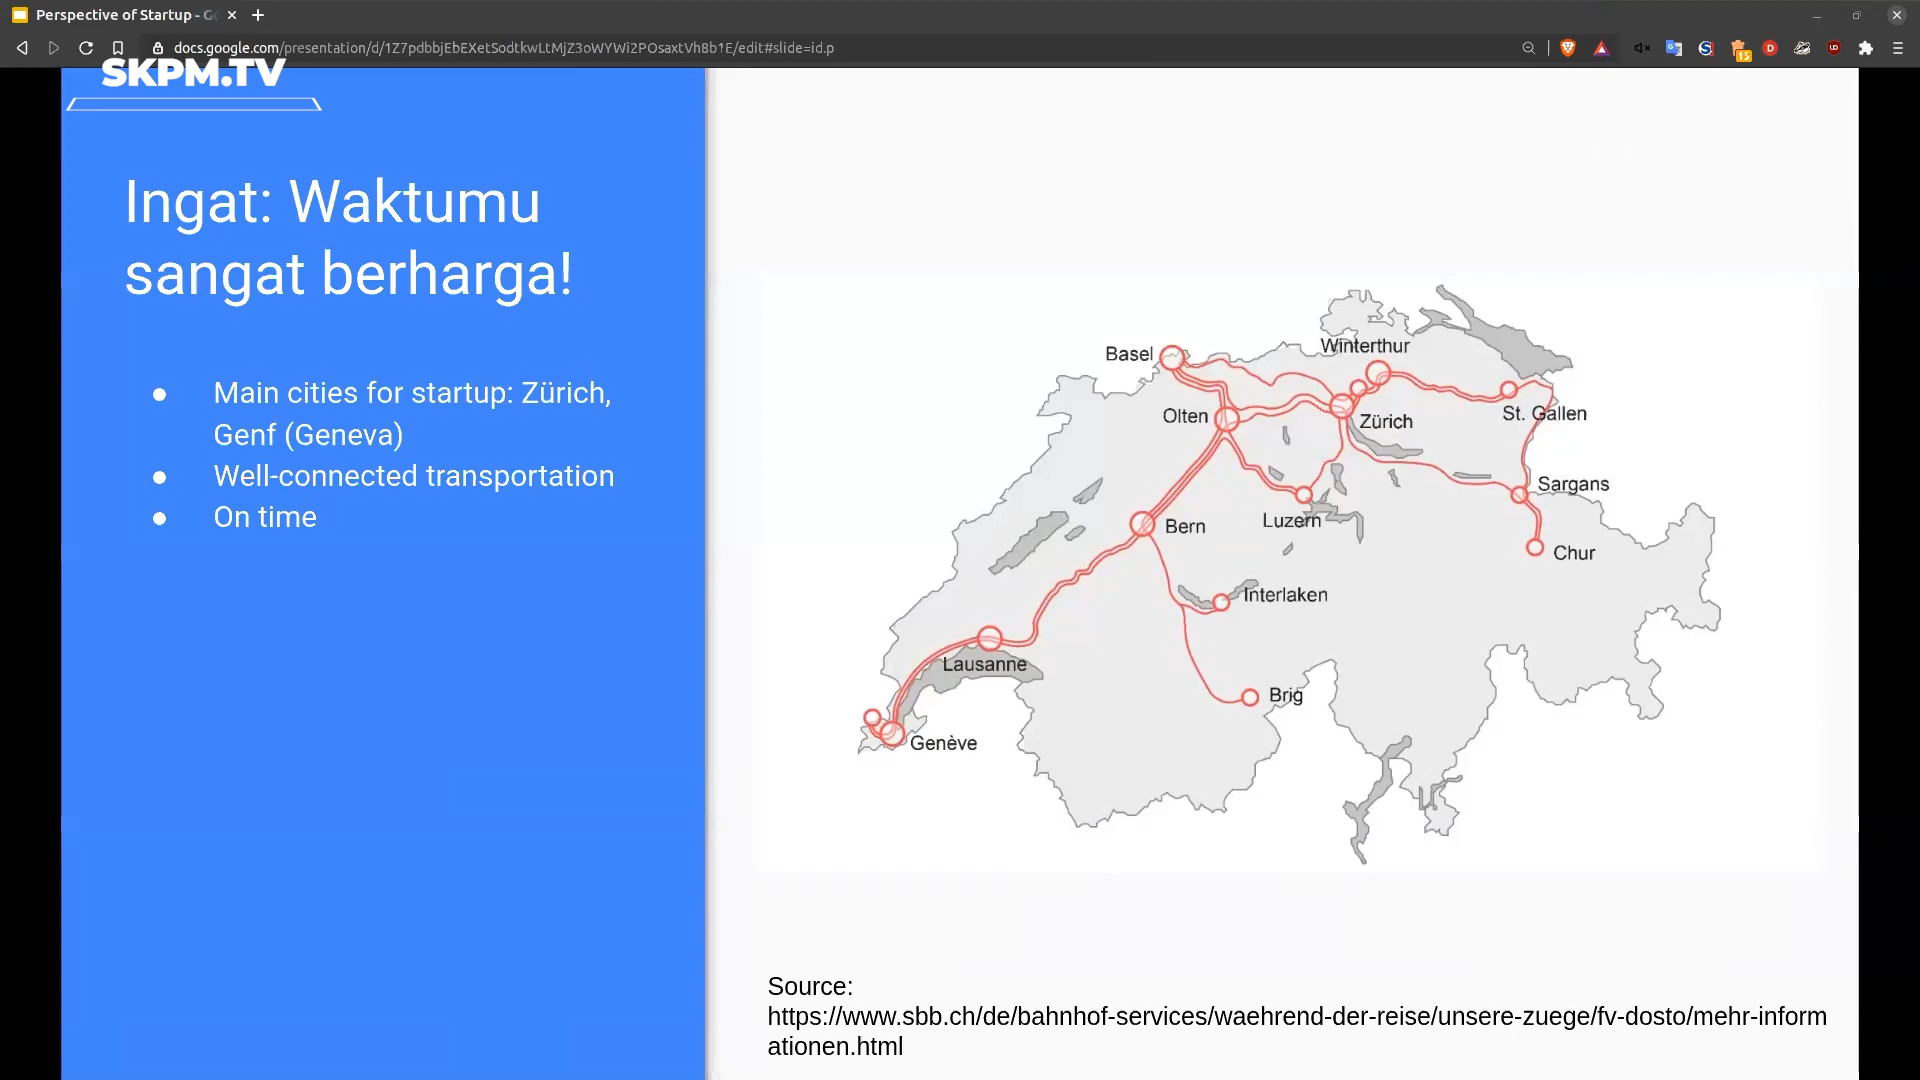 Perspective of Startup - G
docs.google.com/presentation/d/1Z7pdbbjEbEXetSodtkwLtMjZ3oWYWi2POsaxtVh8b1E/edit#slide=id.p
15
SKPM.TV
Ingat: Waktumu
sangat berharga!
● Main cities for startup: Zürich,
Genf (Geneva)
● Well-connected transportation
● On time
Winterthur
Basel
Olten
Zürich
St. Gallen
Sargans
Luzern
Bern
Chur
Interlaken
Lausanne
Brig
Genève
Source:
https://www.sbb.ch/de/bahnhof-services/waehrend-der-reise/unsere-zuege/fv-dosto/mehr-inform
ationen.html